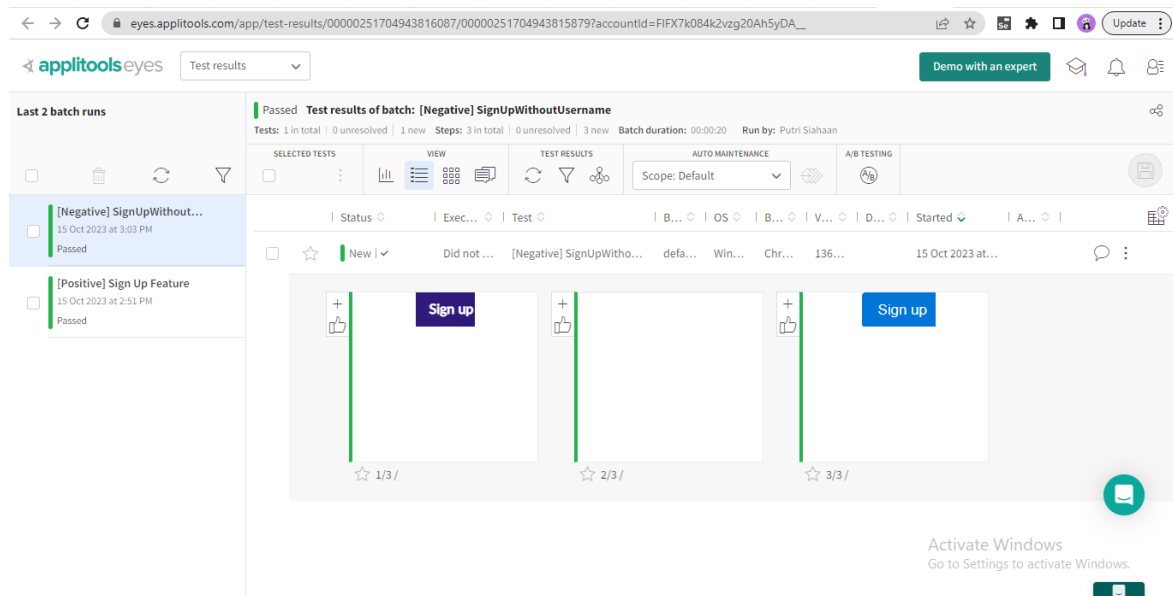 eyes.applitools.com/app/test-results/00000251704943816087/00000251704943815879?accountId=FIFX7k084k2vzg20Ah5yDA__
Update
applitools eyes
Test results
Demo with an expert
Last 2 batch runs
Passed Test results of batch: [Negative] SignUpWithoutUsername
Tests: 1 in total | 0 unresolved | 1 new Steps: 3 in total | 0 unresolved | 3 new Batch duration: 00:00:20 Run by: Putri Siahaan
SELECTED TESTS VIEW TEST RESULTS AUTO MAINTENANCE A/B TESTING
Scope: Default
A/B
[Negative] SignUpWithout...
15 Oct 2023 at 3:03 PM
Passed
[Positive] Sign Up Feature
15 Oct 2023 at 2:51 PM
Passed
Status Exec... Test B... OS B... V... D... Started A...
New Did not ... [Negative] SignUpWitho... defa... Win... Chr... 136... 15 Oct 2023 at...
Sign up
Sign up
1/3 /
2/3 /
3/3 /
Activate Windows
Go to Settings to activate Windows.